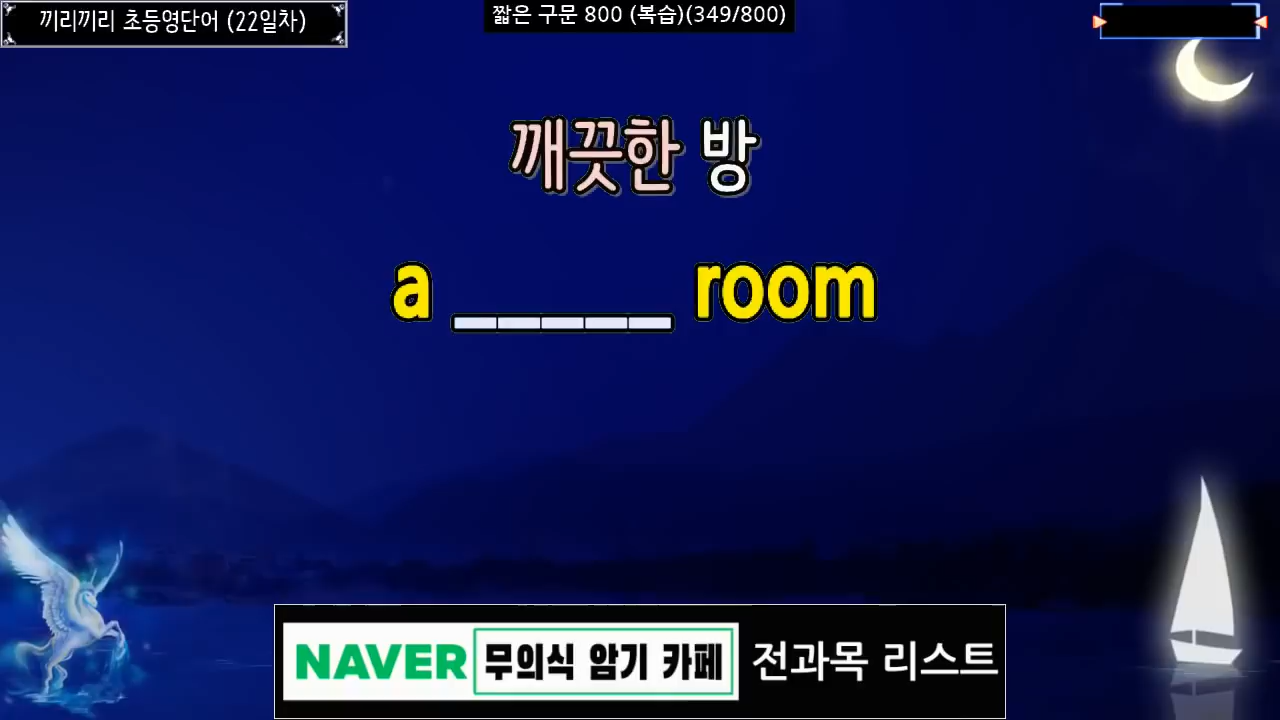 끼리끼리 초등영단어 (22일차)
짧은 구문 800 (복습)(349/800)
깨끗한 방
a _____ room
NAVER 무의식 암기 카페 전과목 리스트